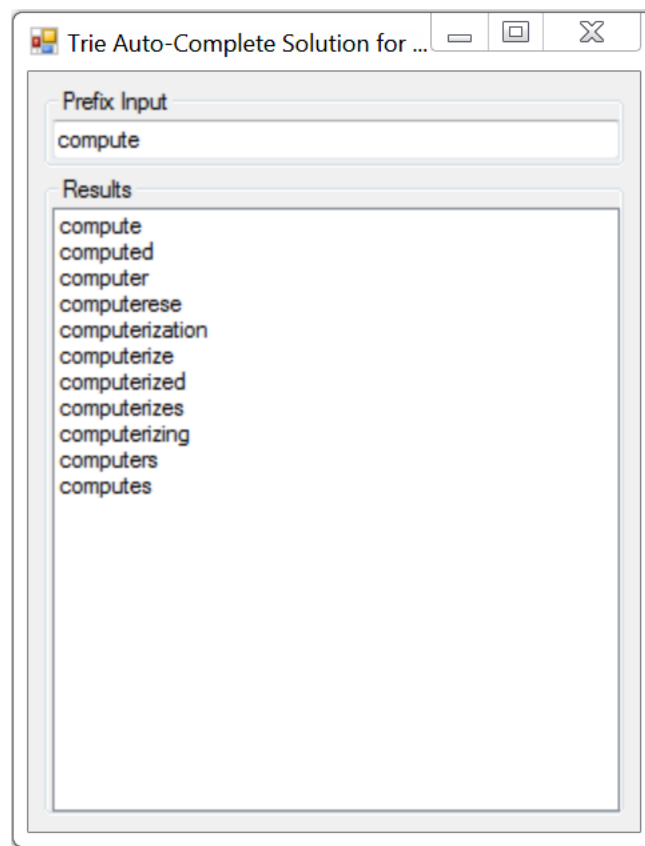 Trie Auto-Complete Solution for ...
Prefix Input
compute
Results
compute
computed
computer
computerese
computerization
computerize
computerized
computerizes
computerizing
computers
computes